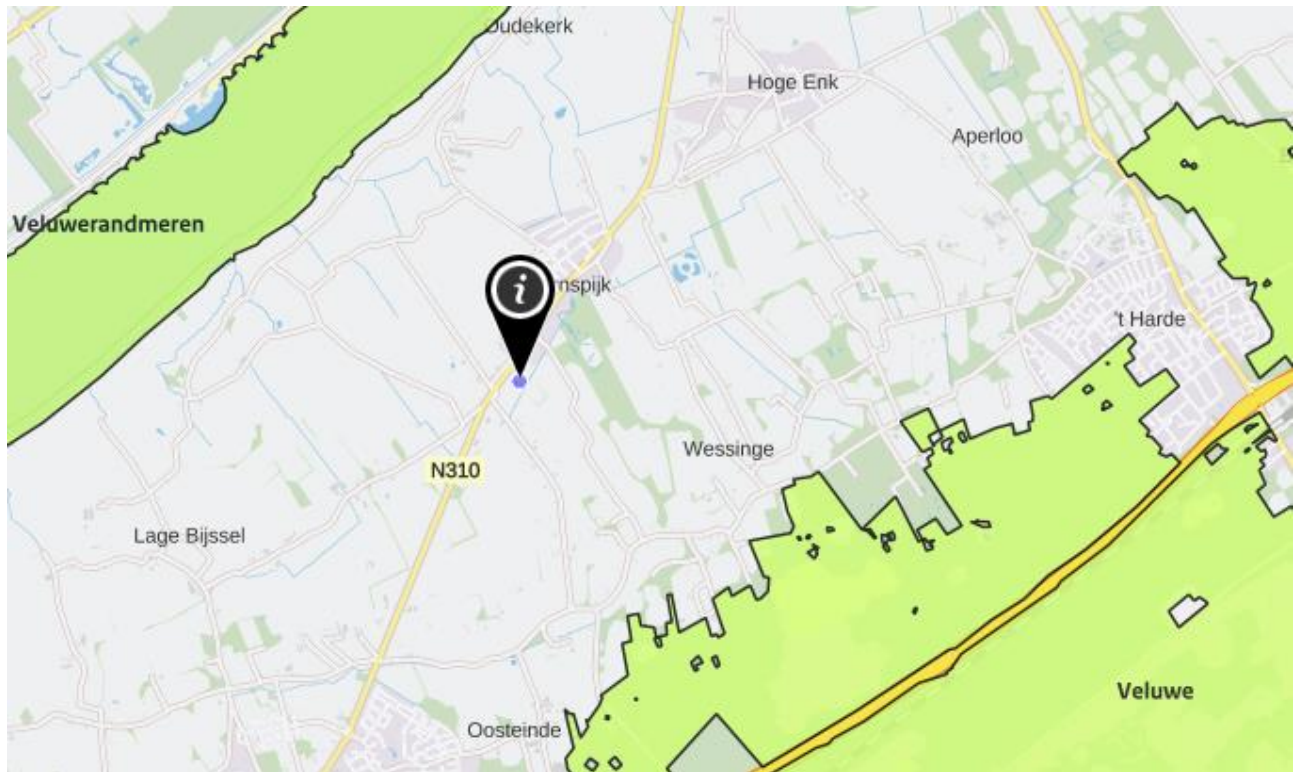 Oudekerk
Hoge Enk
Aperloo
Veluwerandmeren
i
nspijk
't Harde
Wessinge
N310
Lage Bijssel
Veluwe
Oosteinde